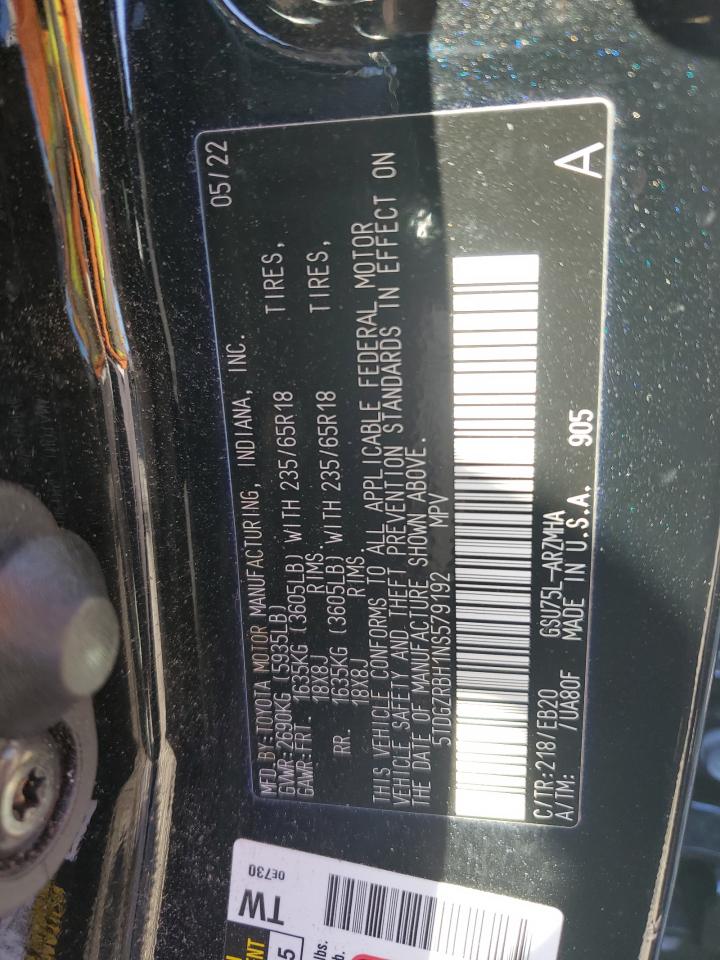 05/22
MFD BY:TOYOTA MOTOR MANUFACTURING, INDIANA, INC.
GVWR:2690KG (5935LB)
GAWR:FRT. 1635KG (3605LB) WITH 235/65R18 TIRES,
18X8J RIMS.
RR. 1635KG (3605LB) WITH 235/65R18 TIRES,
18X8J RIMS.
THIS VEHICLE CONFORMS TO ALL APPLICABLE FEDERAL MOTOR
VEHICLE SAFETY AND THEFT PREVENTION STANDARDS IN EFFECT ON
THE DATE OF MANUFACTURE SHOWN ABOVE.
5TDGZRBH1NS579192 MPV
C/TR:218/EB20 GSU75L-ARZMHA
A/TM: /UA80F MADE IN U.S.A. 905
A
TW 0E730
lbs.